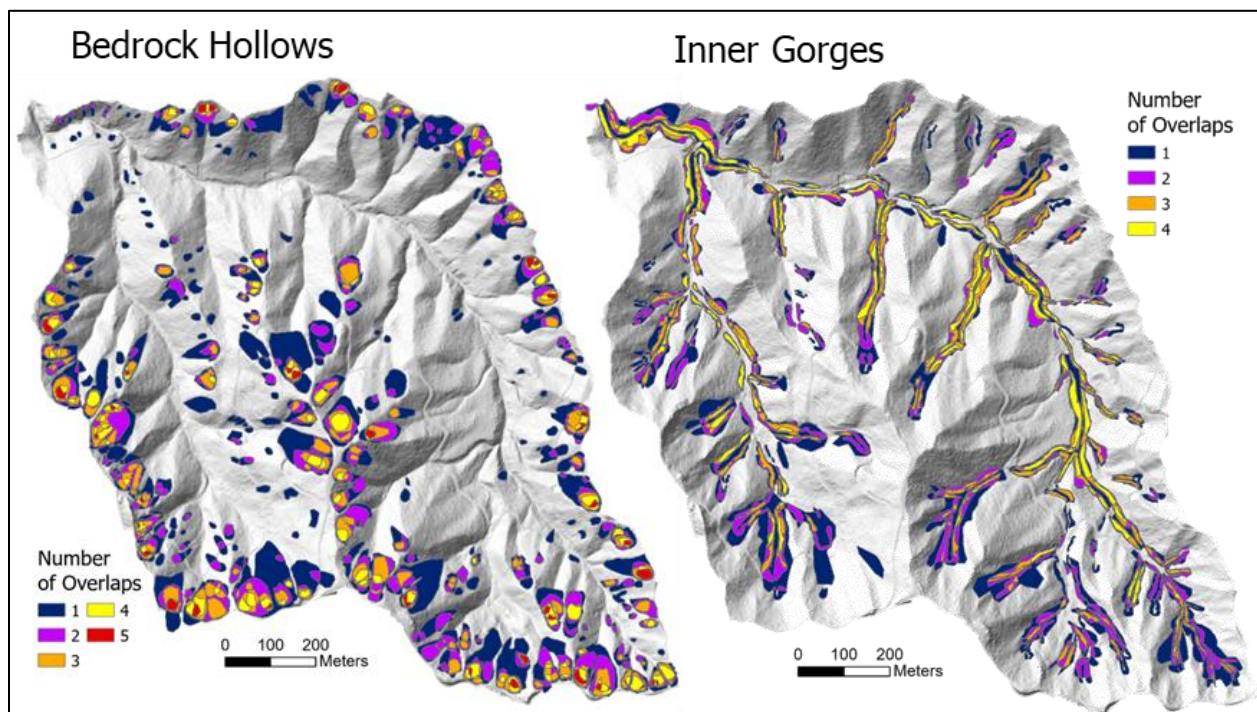 Bedrock Hollows
Inner Gorges
Number
of Overlaps
1
2
3
4
Number
of Overlaps
1 4
2 5
3
0 100 200
Meters
0 100 200
Meters